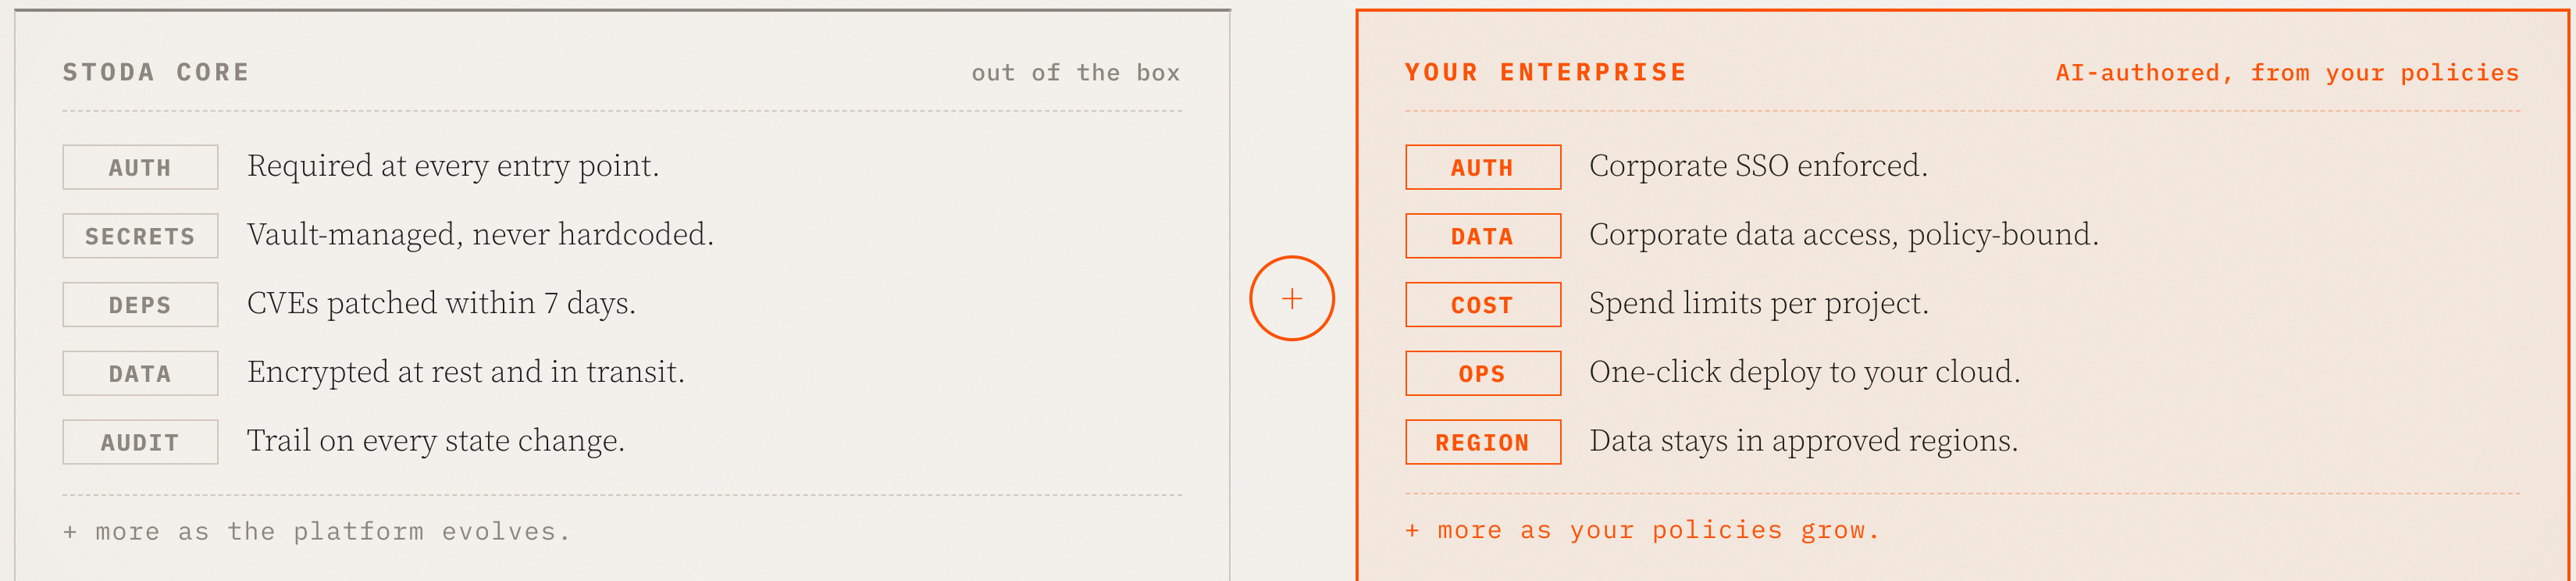 STODA CORE
out of the box
AUTH Required at every entry point.
SECRETS Vault-managed, never hardcoded.
DEPS CVEs patched within 7 days.
DATA Encrypted at rest and in transit.
AUDIT Trail on every state change.
+ more as the platform evolves.
+
YOUR ENTERPRISE
AI-authored, from your policies
AUTH Corporate SSO enforced.
DATA Corporate data access, policy-bound.
COST Spend limits per project.
OPS One-click deploy to your cloud.
REGION Data stays in approved regions.
+ more as your policies grow.